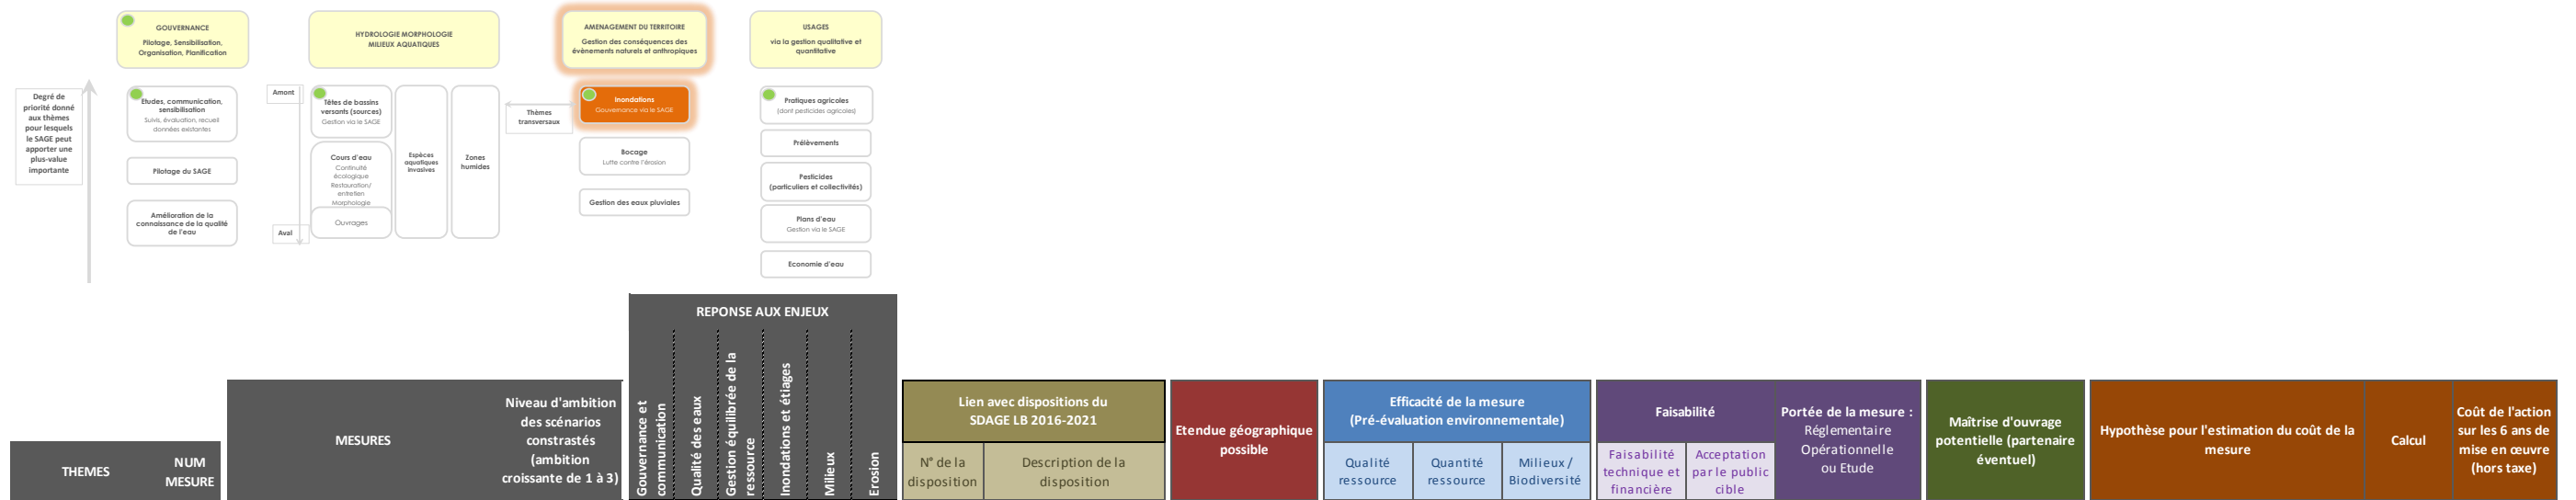 GOUVERNANCE
Pilotage, Sensibilisation,
Organisation, Planification
HYDROLOGIE MORPHOLOGIE
MILIEUX AQUATIQUES
AMENAGEMENT DU TERRITOIRE
Gestion des conséquences des
évènements naturels et anthropiques
USAGES
via la gestion qualitative et
quantitative
Degré de
priorité donné
aux thèmes
pour lesquels
le SAGE peut
apporter une
plus-value
importante
Etudes, communication,
sensibilisation
Suivis, évaluation, recueil
données existantes
Pilotage du SAGE
Amélioration de la
connaissance de la qualité
de l'eau
Amont
Aval
Têtes de bassins
versants (sources)
Gestion via le SAGE
Cours d'eau
Continuité
écologique
Restauration/
entretien
Morphologie
Ouvrages
Espèces
aquatiques
invasives
Zones
humides
Thèmes
transversaux
Inondations
Gouvernance via le SAGE
Bocage
Lutte contre l'érosion
Gestion des eaux pluviales
Pratiques agricoles
(dont pesticides agricoles)
Prélèvements
Pesticides
(particuliers et collectivités)
Plans d'eau
Gestion via le SAGE
Economie d'eau
THEMES
NUM
MESURE
MESURES
Niveau d'ambition
des scénarios
constrastés
(ambition
croissante de 1 à 3)
REPONSE AUX ENJEUX
Gouvernance et
communication
Qualité des eaux
Gestion équilibrée de la
ressource
Inondations et étiages
Milieux
Erosion
Lien avec dispositions du
SDAGE LB 2016-2021
N° de la
disposition
Description de la
disposition
Etendue géographique
possible
Efficacité de la mesure
(Pré-évaluation environnementale)
Qualité
ressource
Quantité
ressource
Milieux /
Biodiversité
Faisabilité
Faisabilité
technique et
financière
Acceptation
par le public
cible
Portée de la mesure :
Réglementaire
Opérationnelle
ou Etude
Maîtrise d'ouvrage
potentielle (partenaire
éventuel)
Hypothèse pour l'estimation du coût de la
mesure
Calcul
Coût de l'action
sur les 6 ans de
mise en œuvre
(hors taxe)